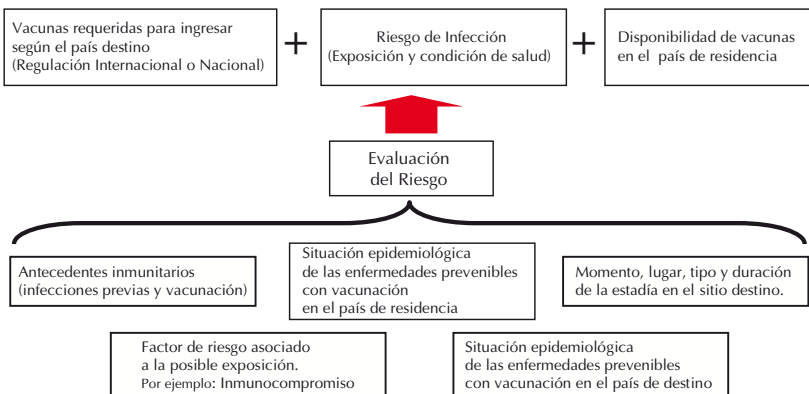 Vacunas requeridas para ingresar
según el país destino
(Regulación Internacional o Nacional)
+
Riesgo de Infección
(Exposición y condición de salud)
+
Disponibilidad de vacunas
en el país de residencia
Evaluación
del Riesgo
Antecedentes inmunitarios
(infecciones previas y vacunación)
Situación epidemiológica
de las enfermedades prevenibles
con vacunación
en el país de residencia
Momento, lugar, tipo y duración
de la estadía en el sitio destino.
Factor de riesgo asociado
a la posible exposición.
Por ejemplo: Inmunocompromiso
Situación epidemiológica
de las enfermedades prevenibles
con vacunación en el país de destino